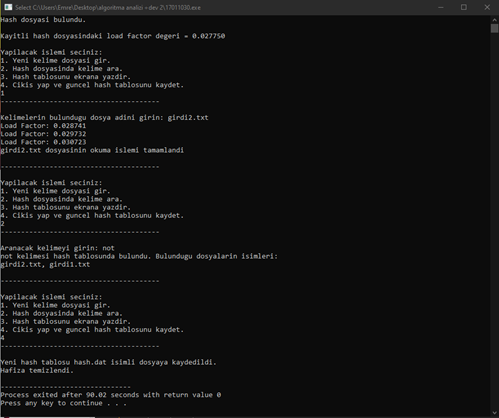 Select C:\Users\Emre\Desktop\algoritma analizi ödev 2\17011030.exe
Hash dosyasi bulundu.
Kayitli hash dosyasindaki load factor degeri = 0.027750
Yapilacak islemi seciniz:
1. Yeni kelime dosyasi gir.
2. Hash dosyasinda kelime ara.
3. Hash tablosunu ekrana yazdir.
4. Cikis yap ve guncel hash tablosunu kaydet.
1
---------------------------------------
Kelimelerin bulundugu dosya adini girin: girdi2.txt
Load Factor: 0.028741
Load Factor: 0.029732
Load Factor: 0.030723
girdi2.txt dosyasinin okuma islemi tamamlandi
---------------------------------------
Yapilacak islemi seciniz:
1. Yeni kelime dosyasi gir.
2. Hash dosyasinda kelime ara.
3. Hash tablosunu ekrana yazdir.
4. Cikis yap ve guncel hash tablosunu kaydet.
2
---------------------------------------
Aranacak kelimeyi girin: not
not kelimesi hash tablosunda bulundu. Bulundugu dosyalarin isimleri:
girdi2.txt, girdi1.txt
---------------------------------------
Yapilacak islemi seciniz:
1. Yeni kelime dosyasi gir.
2. Hash dosyasinda kelime ara.
3. Hash tablosunu ekrana yazdir.
4. Cikis yap ve guncel hash tablosunu kaydet.
4
---------------------------------------
Yeni hash tablosu hash.dat isimli dosyaya kaydedildi.
Hafiza temizlendi.
--------------------------------
Process exited after 90.02 seconds with return value 0
Press any key to continue . . .